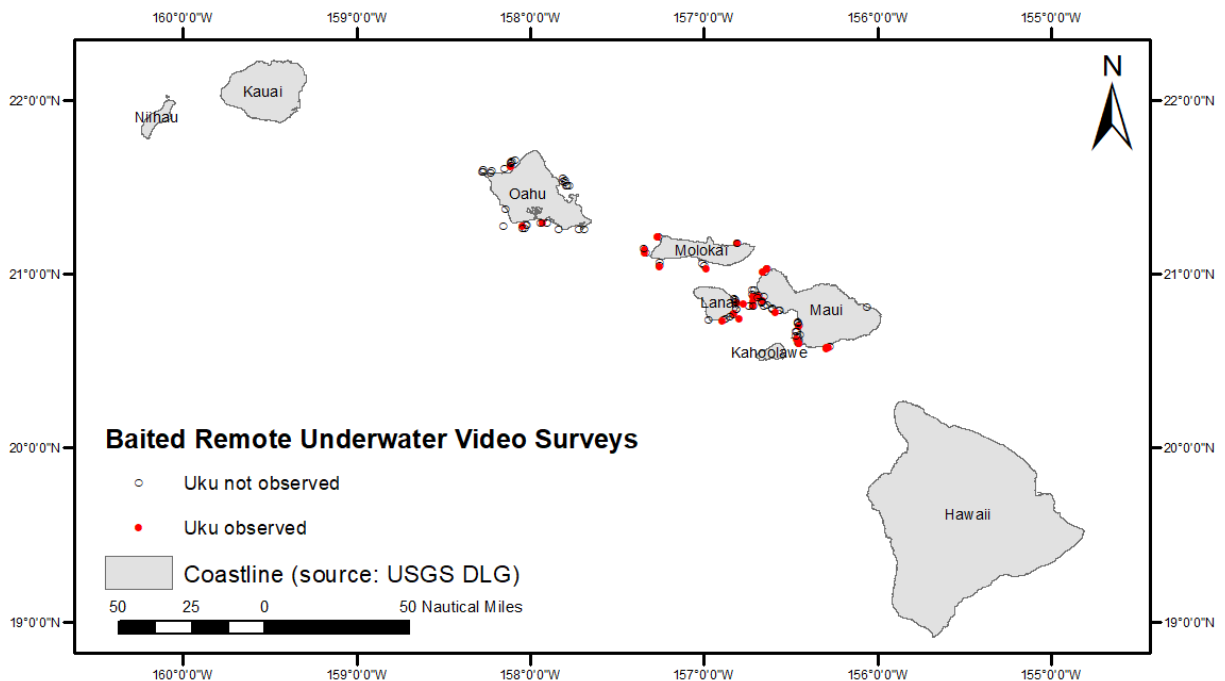 160°0'0"W 159°0'0"W 158°0'0"W 157°0'0"W 156°0'0"W 155°0'0"W
N
Kauai
22°0'0"N 22°0'0"N
Niihau
Oahu
Molokai
21°0'0"N 21°0'0"N
Lanai
Maui
Kahoolawe
Baited Remote Underwater Video Surveys
20°0'0"N 20°0'0"N
Uku not observed
Hawaii
Uku observed
Coastline (source: USGS DLG)
50 25 0 50 Nautical Miles
19°0'0"N 19°0'0"N
160°0'0"W 159°0'0"W 158°0'0"W 157°0'0"W 156°0'0"W 155°0'0"W